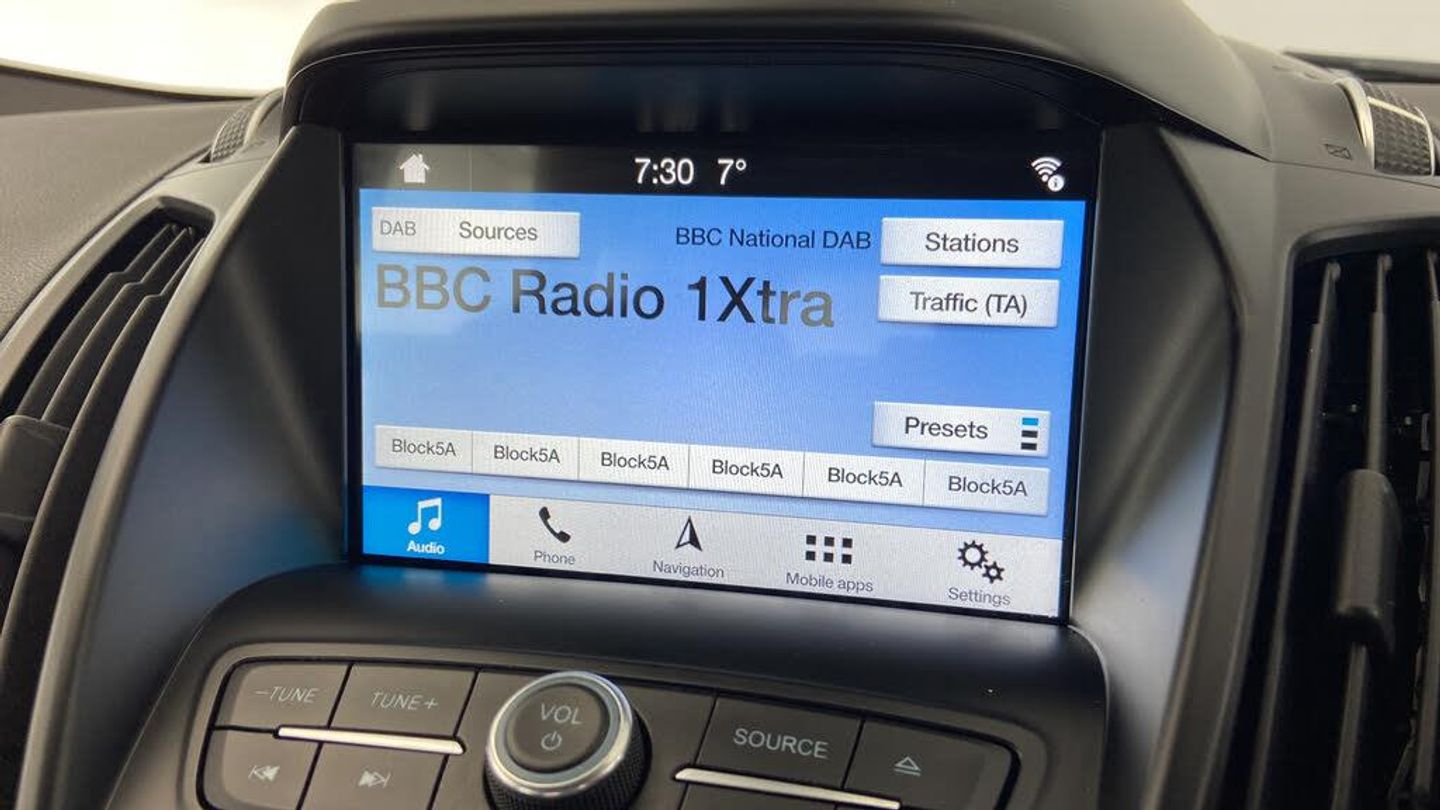 7:30 7°
DAB Sources
BBC National DAB
Stations
BBC Radio 1Xtra
Traffic (TA)
Presets
Block5A Block5A Block5A Block5A Block5A Block5A
Audio Phone Navigation Mobile apps Settings
−TUNE TUNE+
VOL
SOURCE